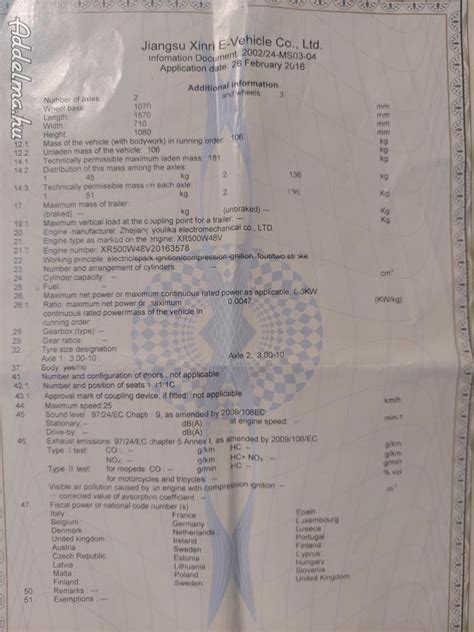 Addelma.hu
Jiangsu Xinri E-Vehicle Co., Ltd.
Infomation Document 2002/24-MS03-04
Application date: 26 February 2016
Additional information
Number of axles: 2 and wheels 3
Wheel base: 1070 mm
Length: 1570 mm
Width: 710 mm
Height: 1080 mm
12.1 Mass of the vehicle (with bodywork) in running order: 106 kg
12.2 Unladen mass of the vehicle: 106 kg
14.1 Technically permissible maximum laden mass: 181 kg
14.2 Distribution of this mass among the axles:
1 45 kg 2. 136 kg
14.3. Technically permissible mass on each axle:
1. 51 kg 2. kg
17 Maximum mass of trailer:
(braked) -- kg (unbraked) -- kg
19.1 Maximum vertical load at the coupling point for a trailer: -- Kg
20. Engine manufacturer: Zhejiang youlika electromechanical co., LTD.
21. Engine type as marked on the engine: XR500W48V
21.1 Engine number: XR500W48V20163578
22. Working principle: electric/spark ignition/compression ignition, four/two stroke
23 Number and arrangement of cylinders: --
24 Cylinder capacity: -- cm³
25 Fuel: --
26. Maximum net power or maximum continuous rated power as applicable:
26.1 Ratio: maximum net power or maximum 0.0047 (KW/kg)
continuous rated power/mass of the vehicle in
running order:
28 Gearbox (type): --
29 Gear ratios: --
32 Tyre size designation:
Axle 1: 3.00-10 Axle 2: 3.00-10
37. Body: yes/no
41. Number and configuration of doors: not applicable
42.1 Number and position of seats
43.1 Approval mark of coupling device, if fitted: not applicable
44 Maximum speed:25
45 Sound level: 97/24/EC Chapter 9, as amended by 2009/108EC
Stationary: -- dB(A) at engine speed: -- min-1
Drive-by: -- dB(A)
46 Exhaust emissions: 97/24/EC chapter 5 Annex I, as amended by 2009/108/EC
Type I test: CO : -- g/km HC: -- g/km
NOx : -- g/km HC+ NOx : -- g/km
Type II test: for mopeds CO : -- g/min HC: -- g/min
for motorcycles and tricycles: -- % vol
Visible air pollution caused by an engine with compression ignition: --
- corrected value of absorption coefficient : -- m
47 Fiscal power or national code number (s)
Italy : France Spain
Belgium : Germany Luxembourg
Denmark Netherlands Portugal
United kingdom Ireland Finland
Austria Sweden Cyprus
Czech Republic Estonia Hungary
Latvia Lithuania Slovenia
Malta Poland United Kingdom
Finland Sweden
50. Remarks : ---
51. Exemptions : ---